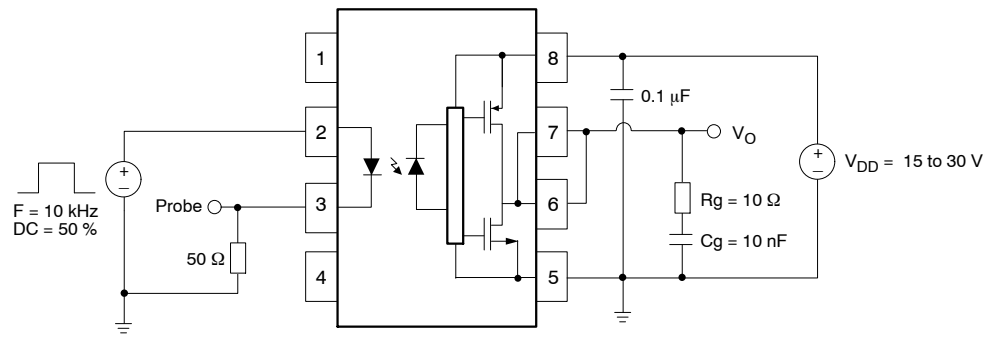 1
8
0.1 µF
2
7
V_O
+
−
+
−
V_DD = 15 to 30 V
F = 10 kHz
DC = 50 %
Probe
3
6
Rg = 10 Ω
50 Ω
Cg = 10 nF
4
5